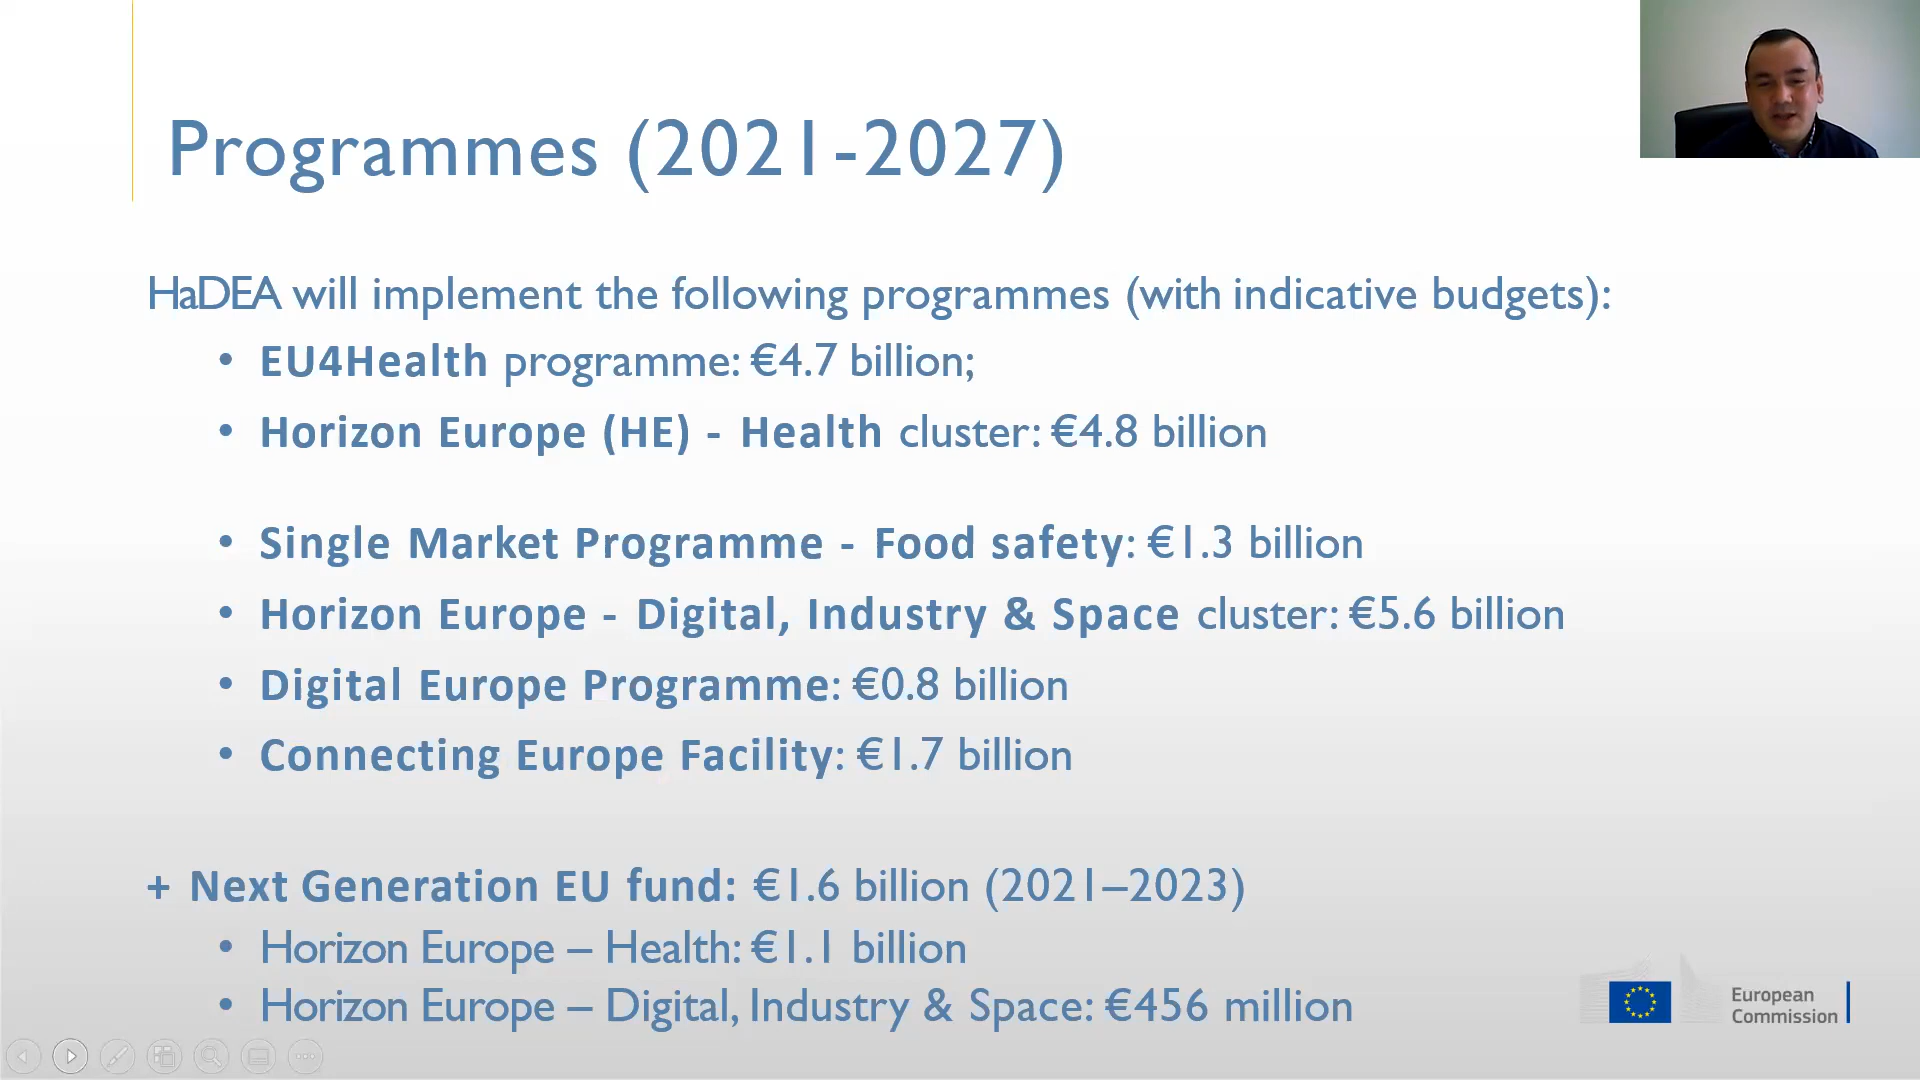 Programmes (2021-2027)
HaDEA will implement the following programmes (with indicative budgets):
• EU4Health programme: €4.7 billion;
• Horizon Europe (HE) - Health cluster: €4.8 billion
• Single Market Programme - Food safety: €1.3 billion
• Horizon Europe - Digital, Industry & Space cluster: €5.6 billion
• Digital Europe Programme: €0.8 billion
• Connecting Europe Facility: €1.7 billion
+ Next Generation EU fund: €1.6 billion (2021–2023)
• Horizon Europe – Health: €1.1 billion
• Horizon Europe – Digital, Industry & Space: €456 million
European
Commission